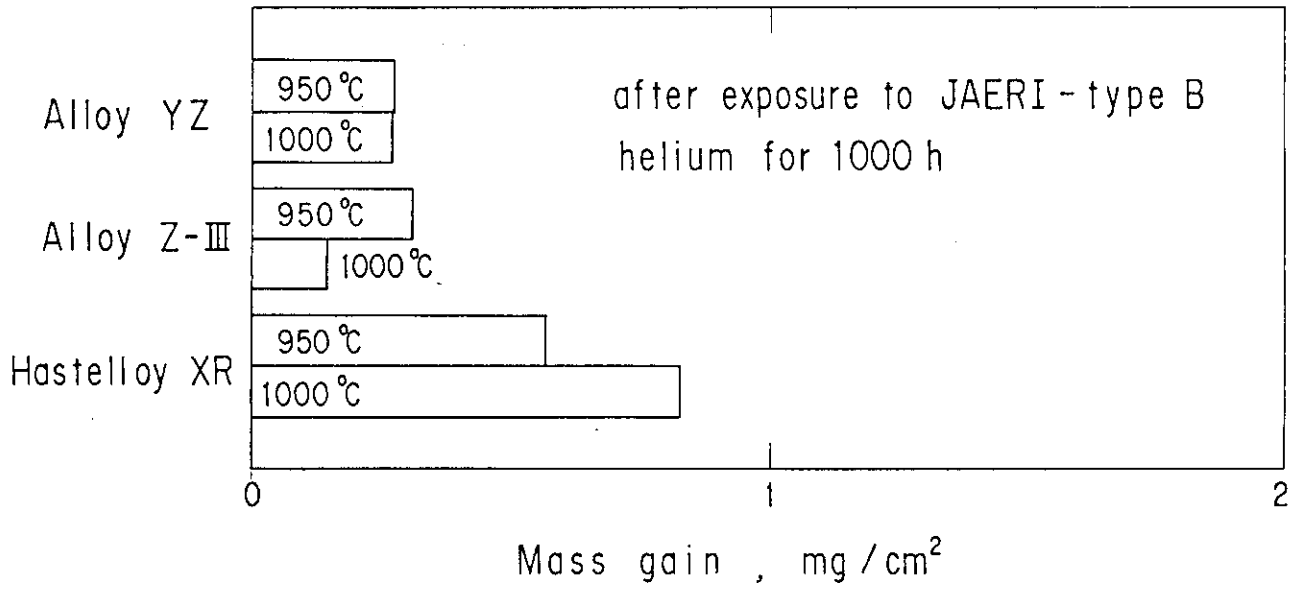 Alloy YZ
950℃
1000℃
after exposure to JAERI-type B
helium for 1000 h
Alloy Z-Ⅲ
950℃
1000℃
Hastelloy XR
950℃
1000℃
0 1 2
Mass gain , mg/cm²